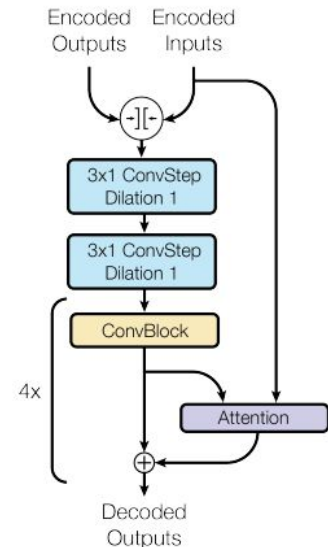 Encoded
Outputs
Encoded
Inputs
→][←
3x1 ConvStep
Dilation 1
3x1 ConvStep
Dilation 1
ConvBlock
4x
Attention
+
Decoded
Outputs